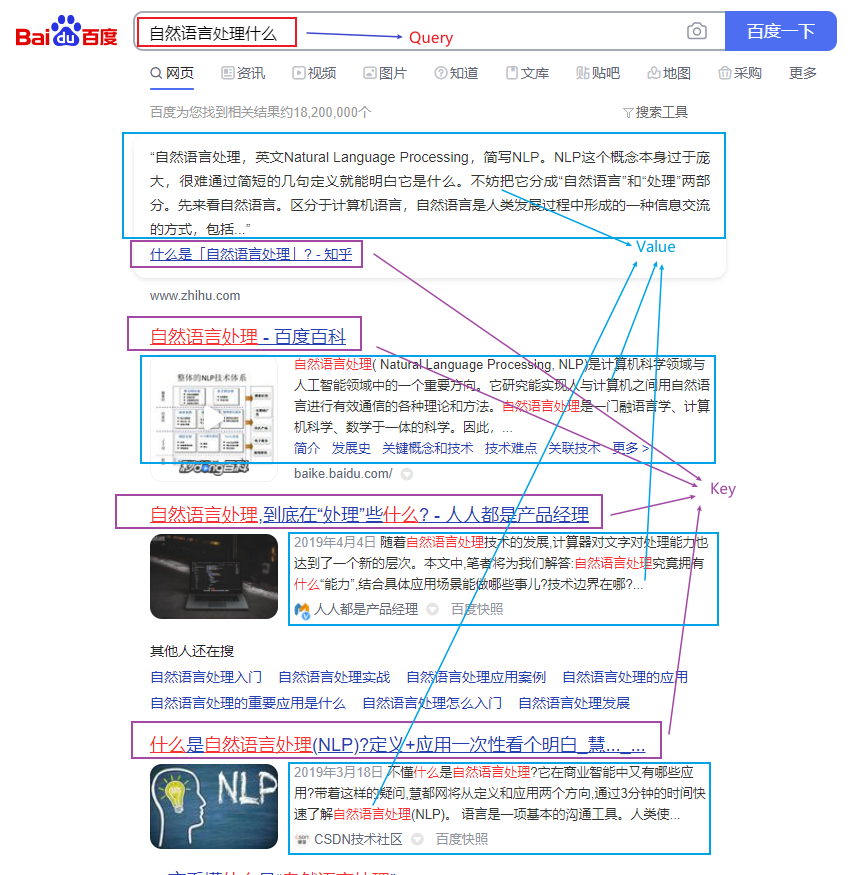 Bai du 百度
自然语言处理什么
Query
百度一下
网页 资讯 视频 图片 知道 文库 贴吧 地图 采购 更多
百度为您找到相关结果约18,200,000个
搜索工具
“自然语言处理，英文Natural Language Processing，简写NLP。NLP这个概念本身过于庞
大，很难通过简短的几句定义就能明白它是什么。不妨把它分成“自然语言”和“处理”两部
分。先来看自然语言。区分于计算机语言，自然语言是人类发展过程中形成的一种信息交流
的方式，包括...”
Value
什么是「自然语言处理」? - 知乎
www.zhihu.com
自然语言处理 - 百度百科
整体的NLP技术体系
自然语言处理( Natural Language Processing, NLP)是计算机科学领域与
人工智能领域中的一个重要方向。它研究能实现人与计算机之间用自然语
言进行有效通信的各种理论和方法。自然语言处理是一门融语言学、计算
机科学、数学于一体的科学。因此，...
简介 发展史 关键概念和技术 技术难点 关联技术 更多 >
秒懂百科
baike.baidu.com/
Key
自然语言处理,到底在“处理”些什么? - 人人都是产品经理
2019年4月4日 随着自然语言处理技术的发展,计算器对文字对处理能力也
达到了一个新的层次。本文中,笔者将为我们解答:自然语言处理究竟拥有
什么“能力”,结合具体应用场景能做哪些事儿?技术边界在哪?...
人人都是产品经理 百度快照
其他人还在搜
自然语言处理入门 自然语言处理实战 自然语言处理应用案例 自然语言处理的应用
自然语言处理的重要应用是什么 自然语言处理怎么入门 自然语言处理发展
什么是自然语言处理(NLP)?定义+应用一次性看个明白_慧..._...
NLP
2019年3月18日 不懂什么是自然语言处理?它在商业智能中又有哪些应
用?带着这样的疑问,慧都网将从定义和应用两个方向,通过3分钟的时间快
速了解自然语言处理(NLP)。 语言是一项基本的沟通工具。人类使...
CSDN技术社区 百度快照